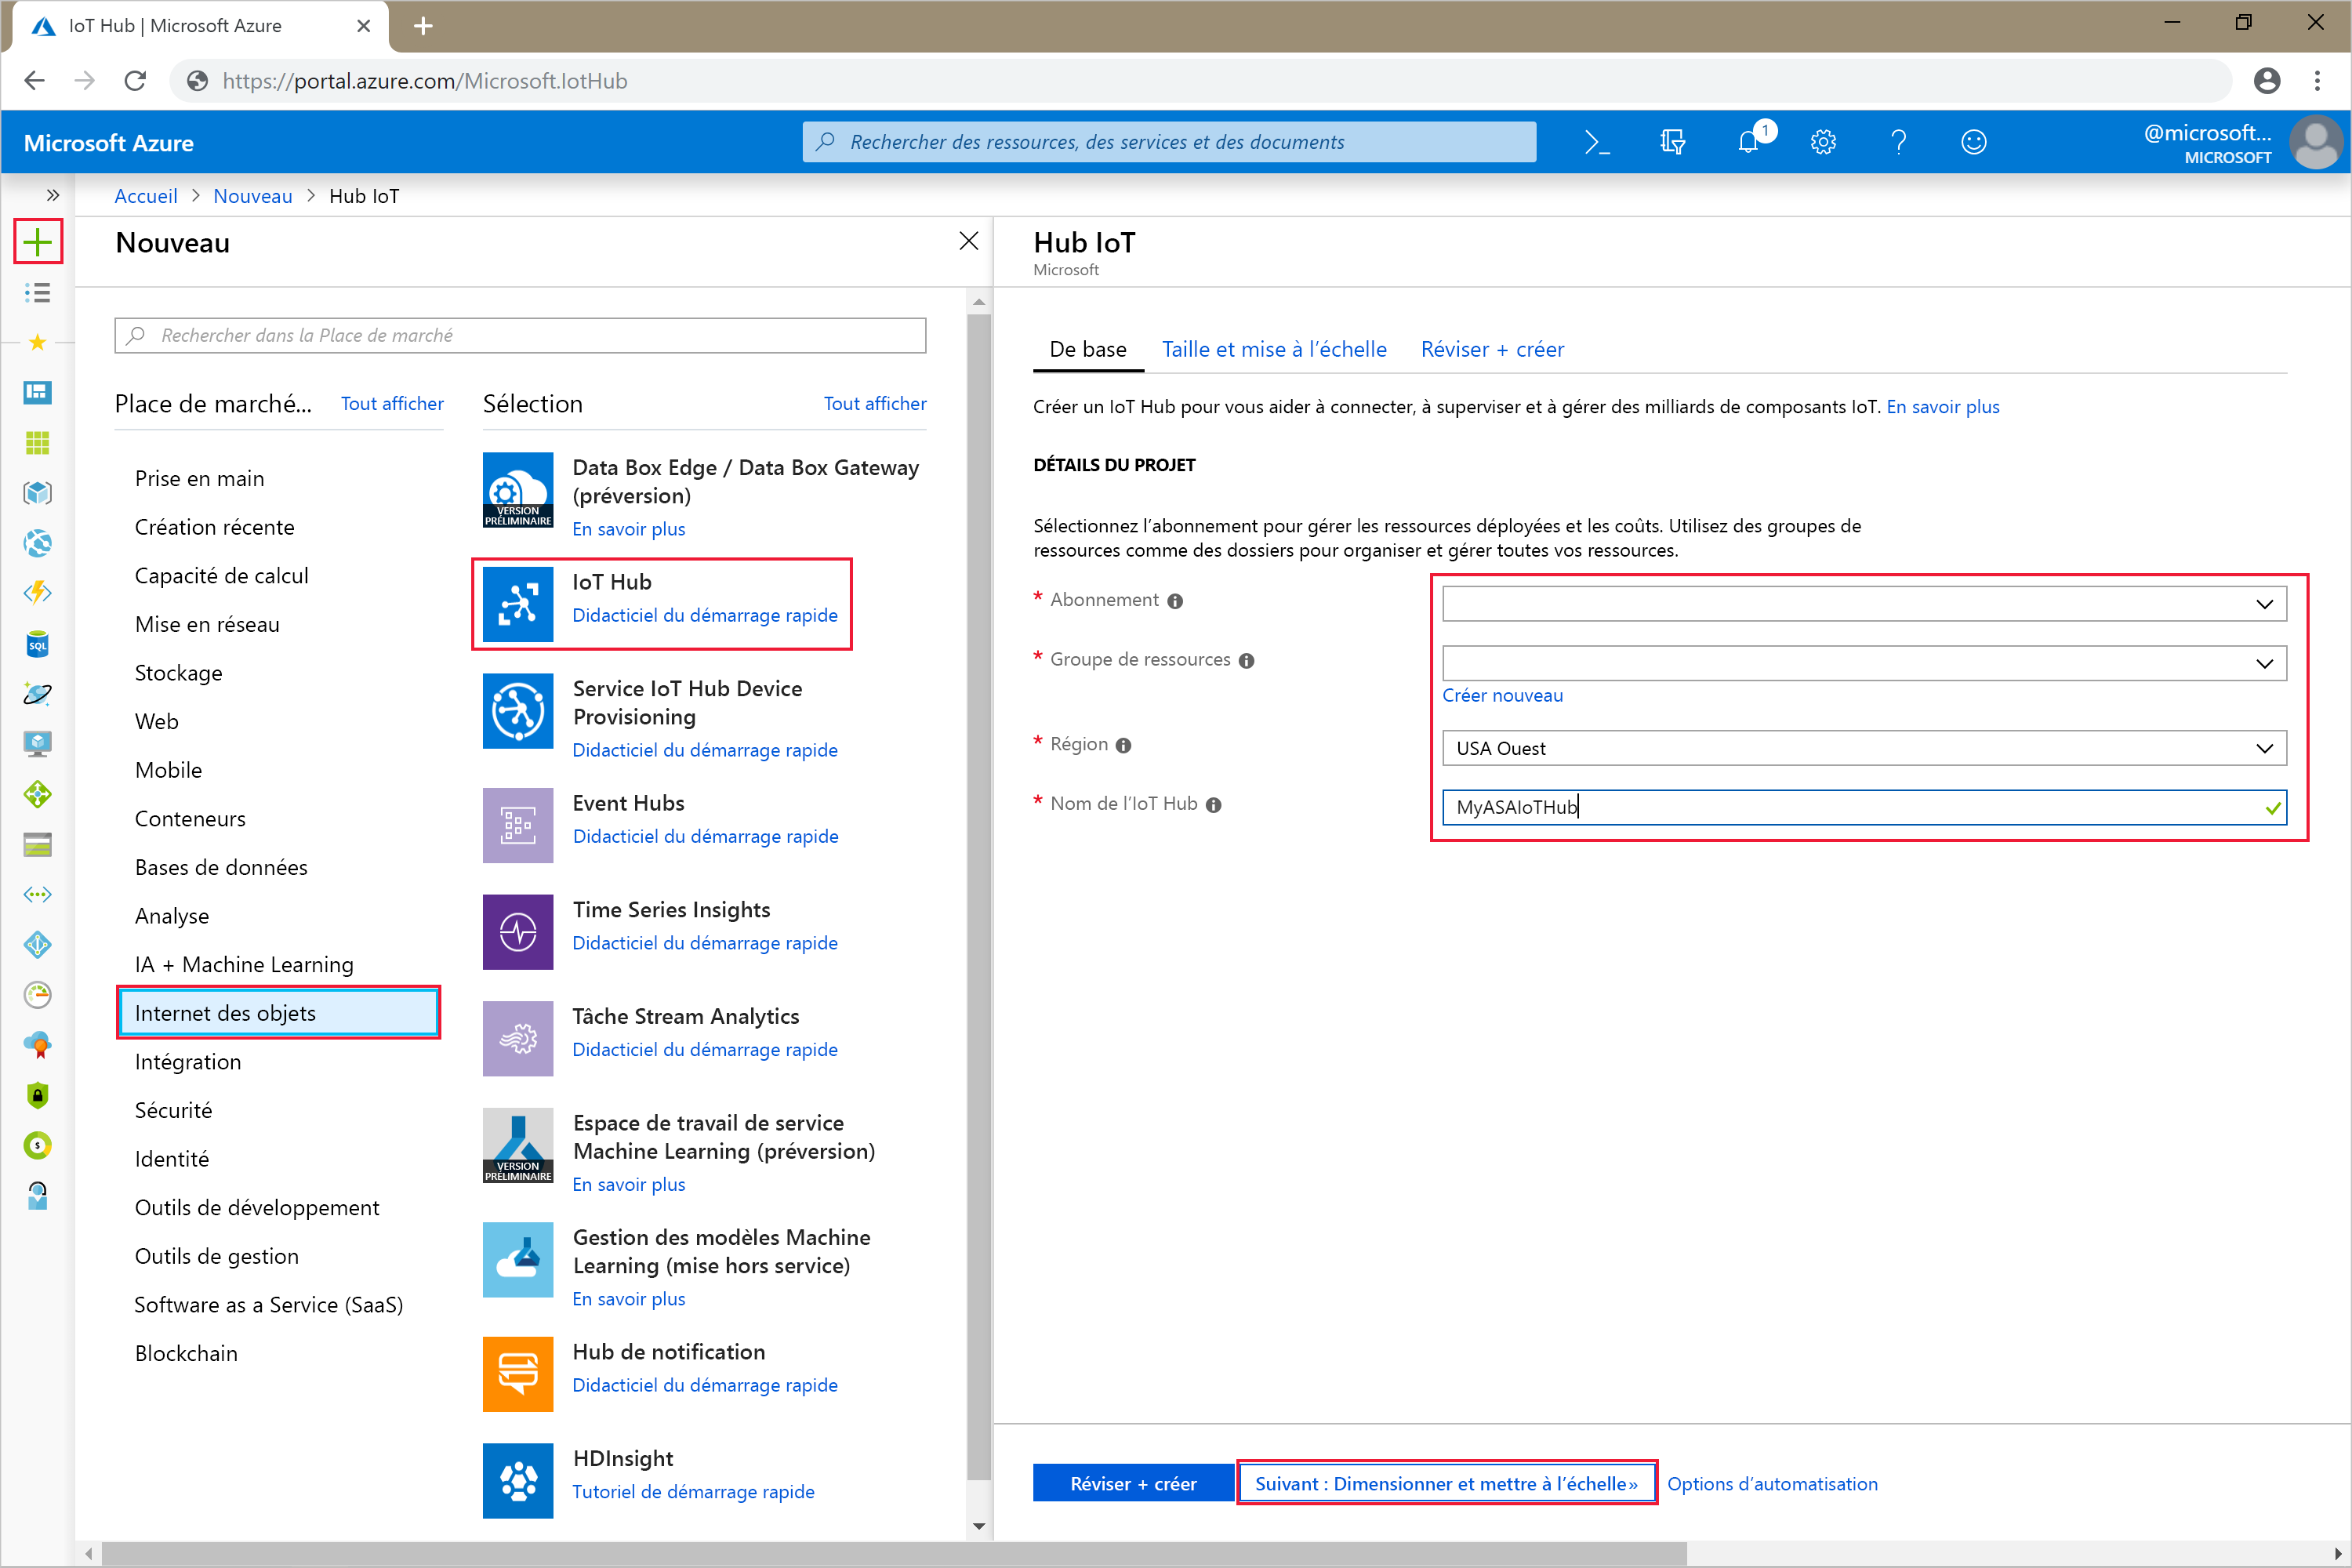 IoT Hub | Microsoft Azure
https://portal.azure.com/Microsoft.IotHub
Microsoft Azure
Rechercher des ressources, des services et des documents
1
@microsoft...
MICROSOFT
Accueil > Nouveau > Hub IoT
Nouveau
Rechercher dans la Place de marché
Place de marché... Tout afficher
Prise en main
Création récente
Capacité de calcul
Mise en réseau
Stockage
Web
Mobile
Conteneurs
Bases de données
Analyse
IA + Machine Learning
Internet des objets
Intégration
Sécurité
Identité
Outils de développement
Outils de gestion
Software as a Service (SaaS)
Blockchain
SQL
Sélection Tout afficher
VERSION
PRÉLIMINAIRE
Data Box Edge / Data Box Gateway
(préversion)
En savoir plus
IoT Hub
Didacticiel du démarrage rapide
Service IoT Hub Device
Provisioning
Didacticiel du démarrage rapide
Event Hubs
Didacticiel du démarrage rapide
Time Series Insights
Didacticiel du démarrage rapide
Tâche Stream Analytics
Didacticiel du démarrage rapide
VERSION
PRÉLIMINAIRE
Espace de travail de service
Machine Learning (préversion)
En savoir plus
Gestion des modèles Machine
Learning (mise hors service)
En savoir plus
Hub de notification
Didacticiel du démarrage rapide
HDInsight
Tutoriel de démarrage rapide
Hub IoT
Microsoft
De base Taille et mise à l’échelle Réviser + créer
Créer un IoT Hub pour vous aider à connecter, à superviser et à gérer des milliards de composants IoT. En savoir plus
DÉTAILS DU PROJET
Sélectionnez l’abonnement pour gérer les ressources déployées et les coûts. Utilisez des groupes de
ressources comme des dossiers pour organiser et gérer toutes vos ressources.
* Abonnement
* Groupe de ressources
Créer nouveau
* Région
USA Ouest
* Nom de l’IoT Hub
MyASAIoTHub
Réviser + créer
Suivant : Dimensionner et mettre à l’échelle»
Options d’automatisation